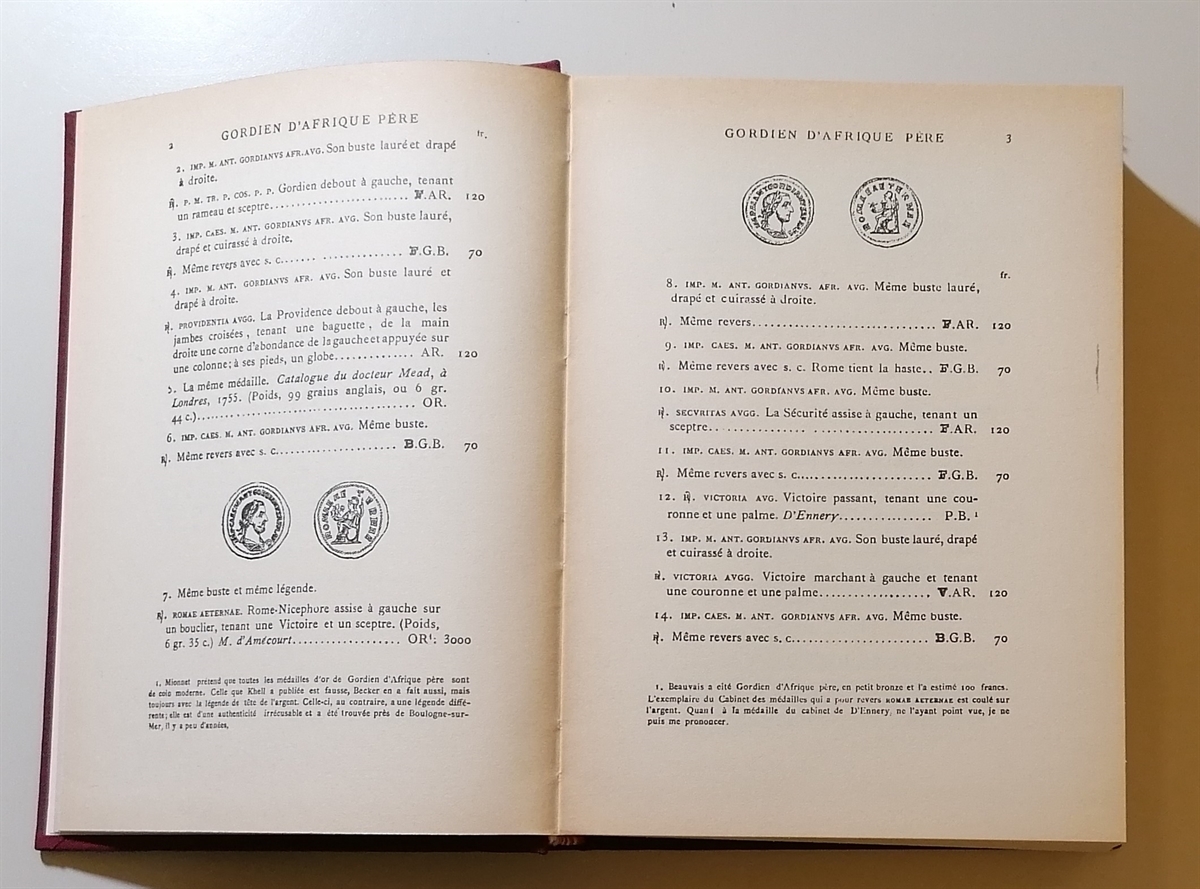 2
GORDIEN D'AFRIQUE PÈRE
fr.
2. IMP. M. ANT. GORDIANVS AFR.AVG. Son buste lauré et drapé
à droite.
℟. P. M. TR. P. COS. P. P. Gordien debout à gauche, tenant
un rameau et sceptre........................ F.AR. 120
3. IMP. CAES. M. ANT. GORDIANVS AFR. AVG. Son buste lauré,
drapé et cuirassé à droite.
℟. Même revers avec s. c....... ................ F.G.B. 70
4. IMP. M. ANT. GORDIANVS AFR. AVG. Son buste lauré et
drapé à droite.
℟. PROVIDENTIA AVGG. La Providence debout à gauche, les
jambes croisées, tenant une baguette, de la main
droite une corne d'abondance de la gauche et appuyée sur
une colonne; à ses pieds, un globe............. AR. 120
5. La même médaille. Catalogue du docteur Mead, à
Londres, 1755. (Poids, 99 grains anglais, ou 6 gr.
44 c.)..................................... OR.
6. IMP. CAES. M. ANT. GORDIANVS AFR. AVG. Même buste.
℟. Même revers avec s. c...................... B.G.B. 70
7. Même buste et même légende.
℟. ROMAE AETERNAE. Rome-Nicephore assise à gauche sur
un bouclier, tenant une Victoire et un sceptre. (Poids,
6 gr. 35 c.) M. d'Amécourt................... OR¹: 3000
1. Mionnet prétend que toutes les médailles d'or de Gordien d'Afrique père sont
de coin moderne. Celle que Khell a publiée est fausse, Becker en a fait aussi, mais
toujours avec la légende de tête de l'argent. Celle-ci, au contraire, a une légende diffé-
rente; elle est d'une authenticité irrécusable et a été trouvée près de Boulogne-sur-
Mer, il y a peu d'années.
GORDIEN D'AFRIQUE PÈRE
3
fr.
8. IMP. M. ANT. GORDIANVS. AFR. AVG. Même buste lauré,
drapé et cuirassé à droite.
℟. Même revers................................ F.AR. 120
9. IMP. CAES. M. ANT. GORDIANVS AFR. AVG. Même buste.
℟. Même revers avec s. c. Rome tient la haste.. F.G.B. 70
10. IMP. M. ANT. GORDIANVS AFR. AVG. Même buste.
℟. SECVRITAS AVGG. La Sécurité assise à gauche, tenant un
sceptre.. ............. ..................... F.AR. 120
11. IMP. CAES. M. ANT. GORDIANVS AFR. AVG. Même buste.
℟. Même revers avec s. c........................ F.G.B. 70
12. ℟. VICTORIA AVG. Victoire passant, tenant une cou-
ronne et une palme. D'Ennery................ P.B. ¹
13. IMP. M. ANT. GORDIANVS AFR. AVG. Son buste lauré, drapé
et cuirassé à droite.
℟. VICTORIA AVGG. Victoire marchant à gauche et tenant
une couronne et une palme.................... V.AR. 120
14. IMP. CAES. M. ANT. GORDIANVS AFR. AVG. Même buste.
℟. Même revers avec s. c........................ B.G.B. 70
1. Beauvais a cité Gordien d'Afrique père, en petit bronze et l'a estimé 100 francs.
L'exemplaire du Cabinet des médailles qui a pour revers ROMAE AETERNAE est coulé sur
l'argent. Quant à la médaille du cabinet de D'Ennery, ne l'ayant point vue, je ne
puis me prononcer.